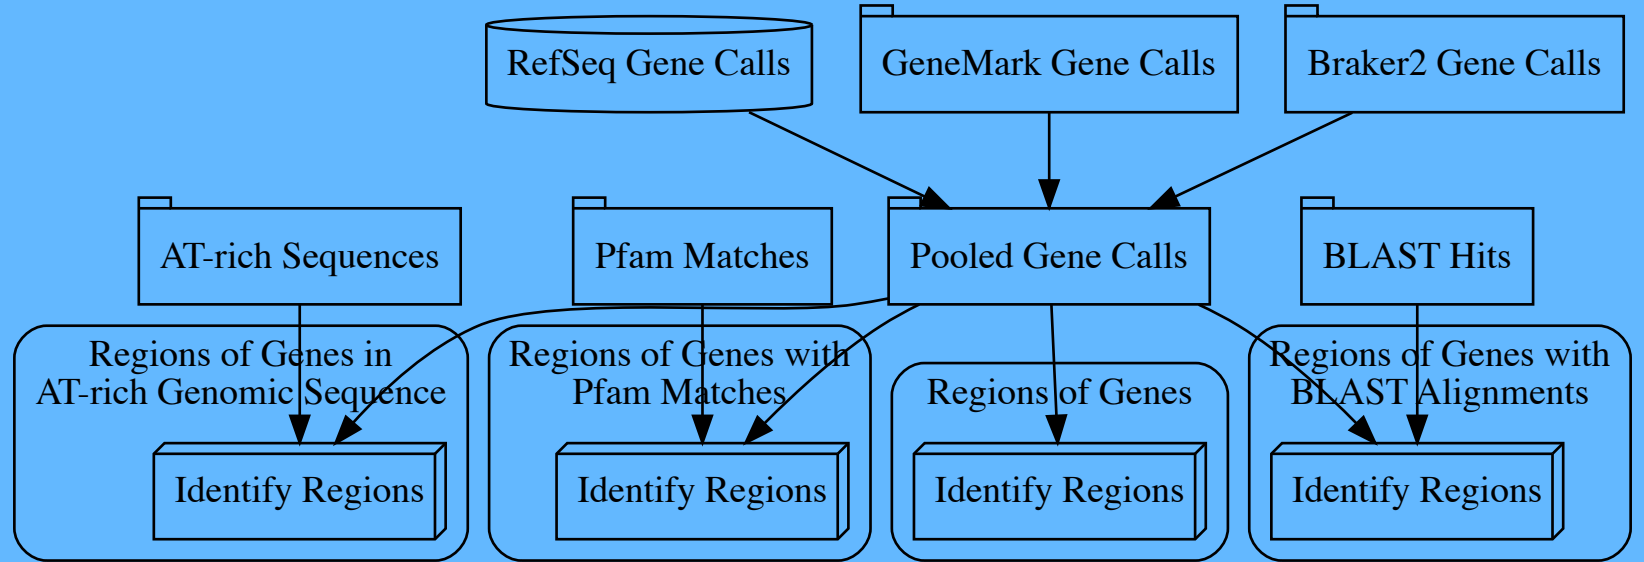 RefSeq Gene Calls
GeneMark Gene Calls
Braker2 Gene Calls
AT-rich Sequences
Pfam Matches
Pooled Gene Calls
BLAST Hits
Regions of Genes in
AT-rich Genomic Sequence
Identify Regions
Regions of Genes with
Pfam Matches
Identify Regions
Regions of Genes
Identify Regions
Regions of Genes with
BLAST Alignments
Identify Regions